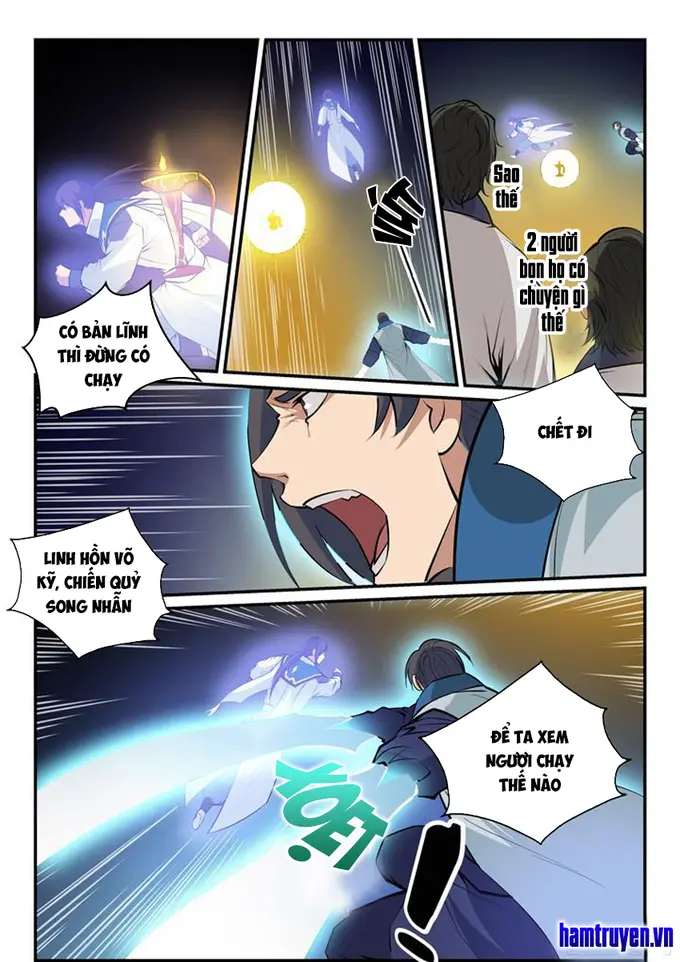 CÓ BẢN LĨNH
THÌ ĐỪNG CÓ
CHẠY
VÚT
Sao
thế
2 người
bọn họ có
chuyện gì
thế
CHẾT ĐI
LINH HỒN VÕ
KỸ, CHIẾN QUỶ
SONG NHẪN
ĐỂ TA XEM
NGƯƠI CHẠY
THẾ NÀO
XOẸT
!
hamtruyen.vn